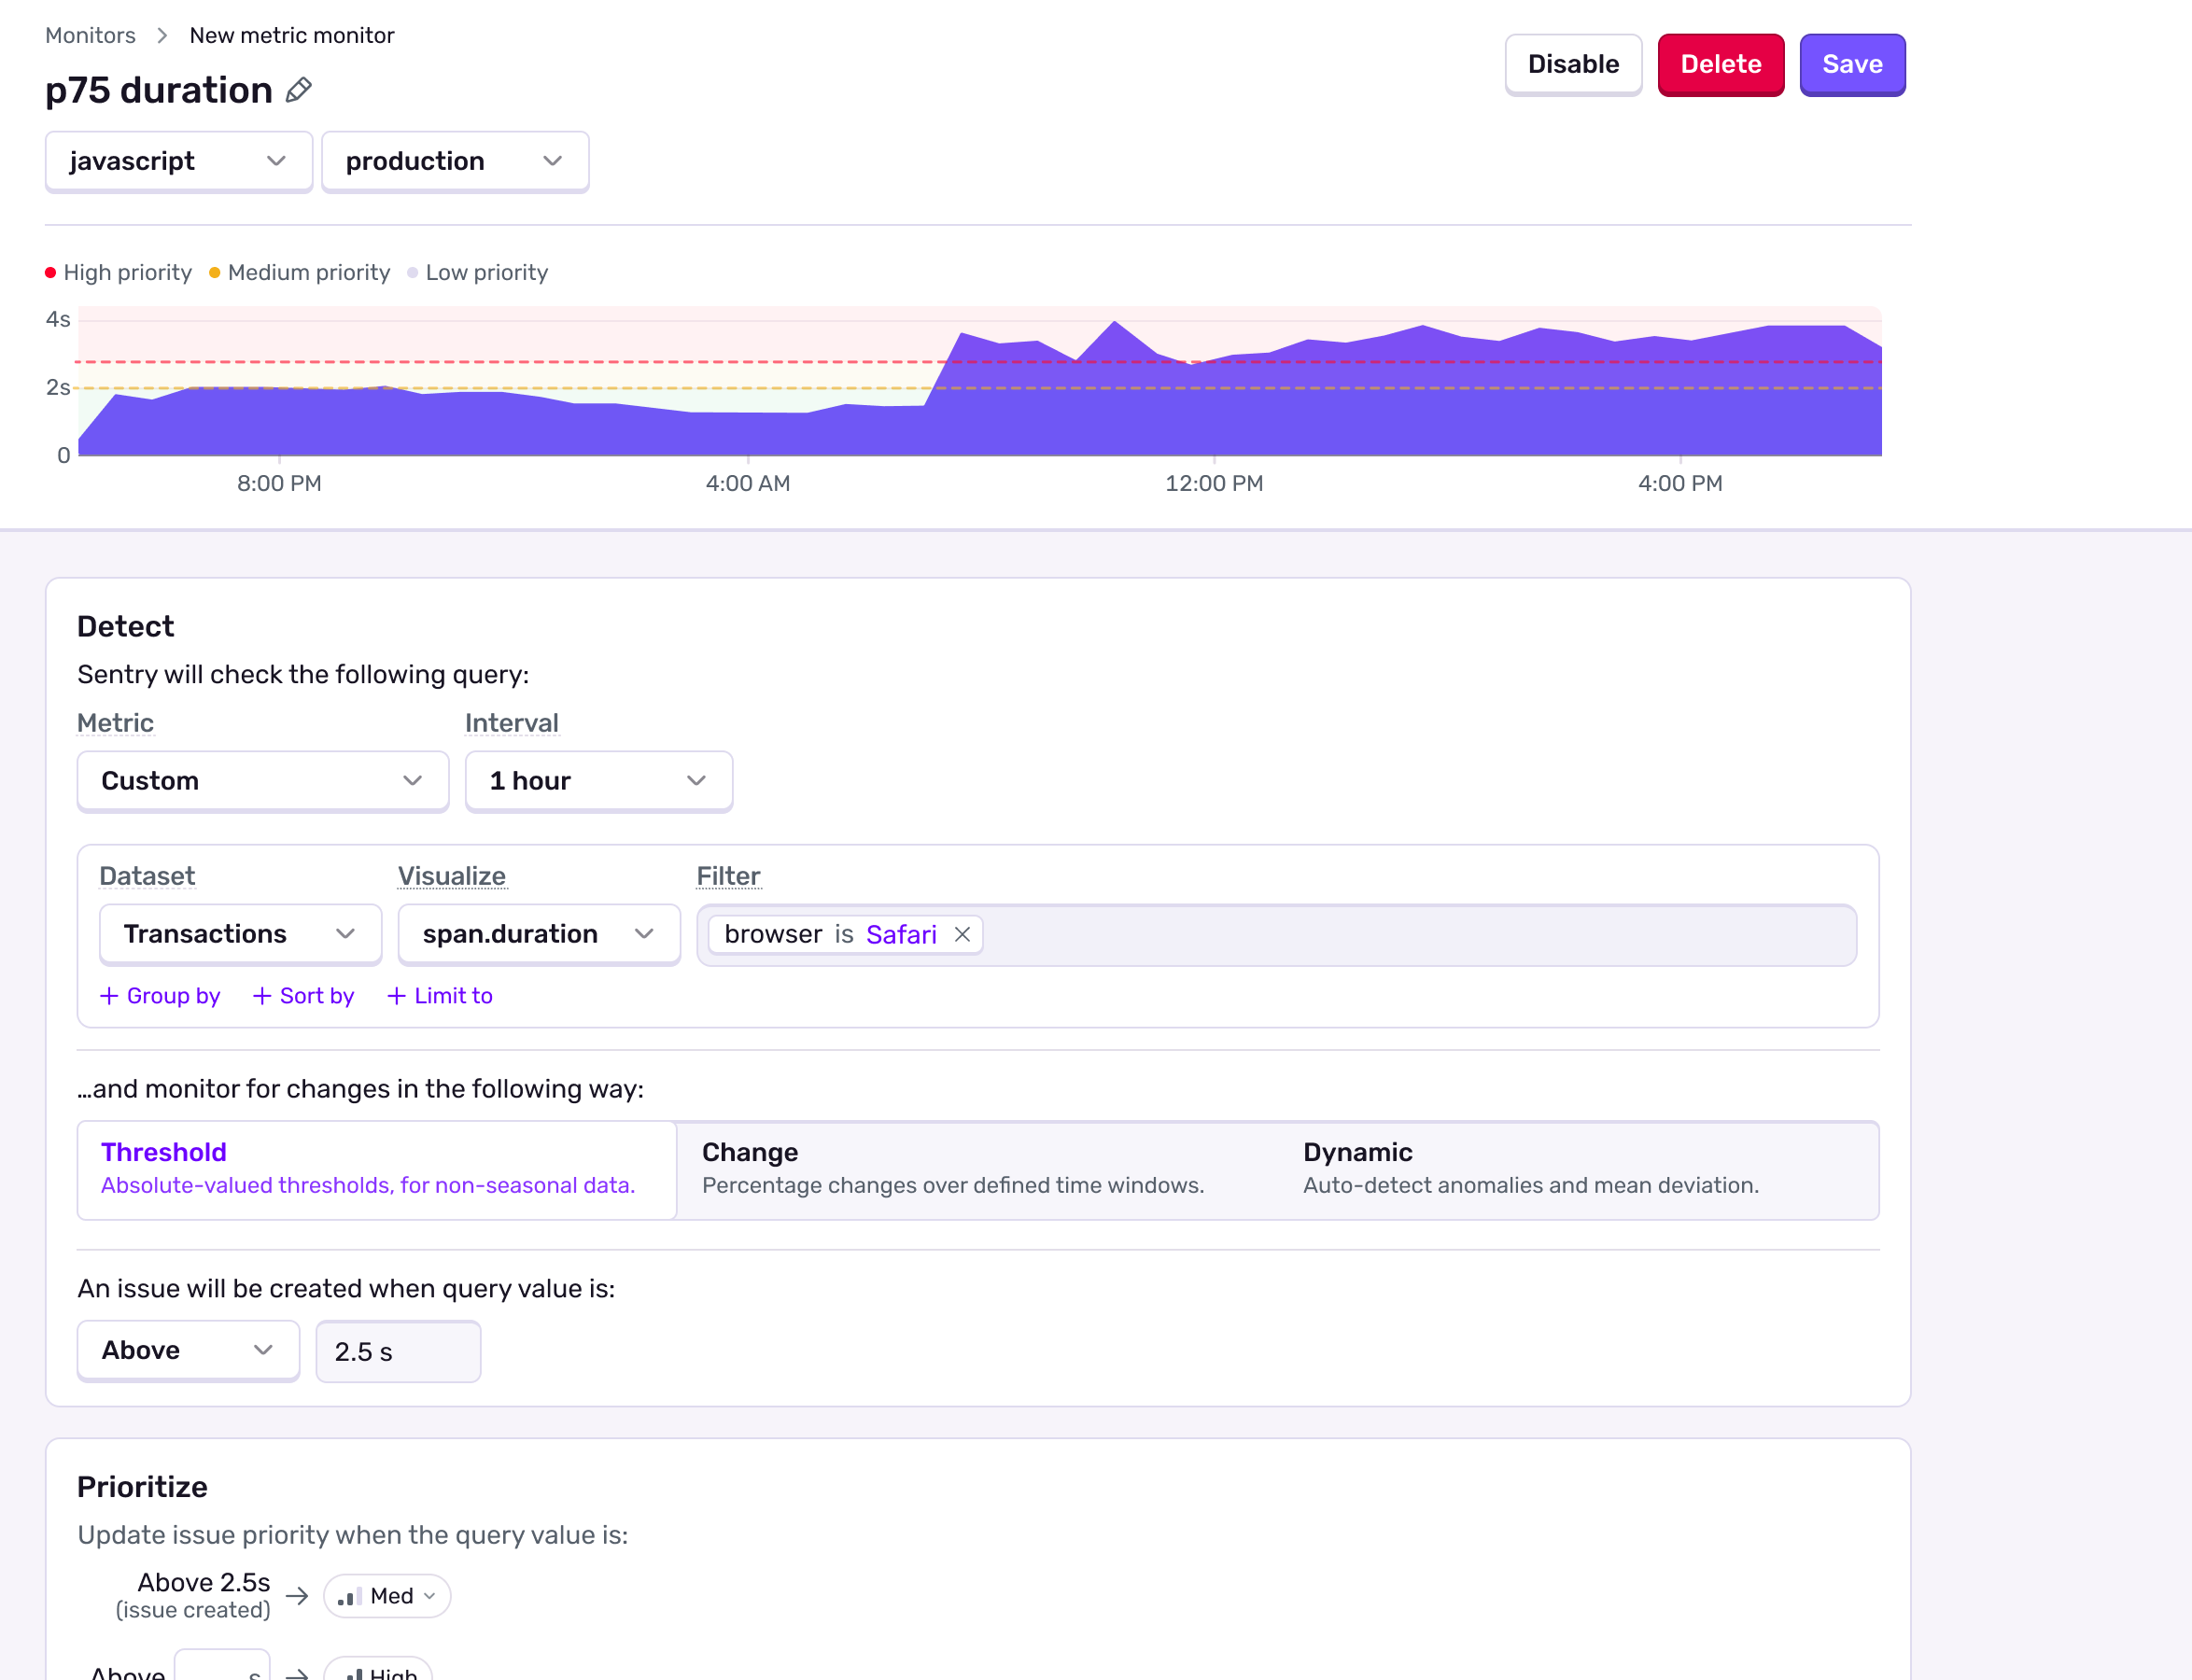 Monitors > New metric monitor
p75 duration
Disable
Delete
Save
javascript
production
High priority
Medium priority
Low priority
4s
2s
0
8:00 PM
4:00 AM
12:00 PM
4:00 PM
Detect
Sentry will check the following query:
Metric
Interval
Custom
1 hour
Dataset
Visualize
Filter
Transactions
span.duration
browser is Safari
+ Group by
+ Sort by
+ Limit to
...and monitor for changes in the following way:
Threshold
Absolute-valued thresholds, for non-seasonal data.
Change
Percentage changes over defined time windows.
Dynamic
Auto-detect anomalies and mean deviation.
An issue will be created when query value is:
Above
2.5 s
Prioritize
Update issue priority when the query value is:
Above 2.5s
(issue created)
→ Med
Above s → High